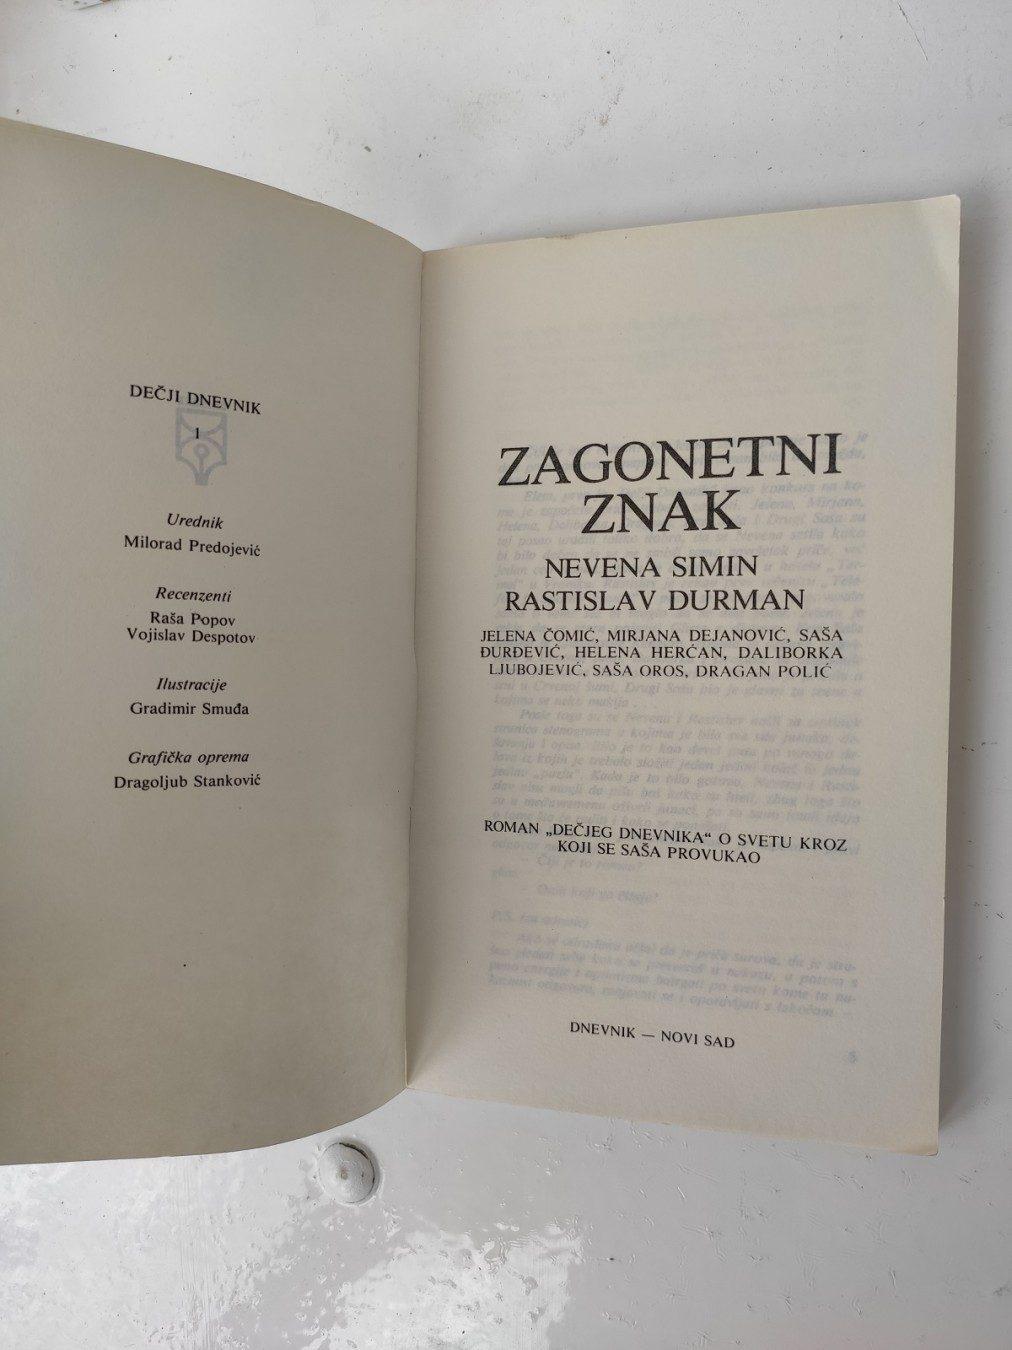 DEČJI DNEVNIK
1
Urednik
Milorad Predojević
Recenzenti
Raša Popov
Vojislav Despotov
Ilustracije
Gradimir Smuđa
Grafička oprema
Dragoljub Stanković
ZAGONETNI
ZNAK
NEVENA SIMIN
RASTISLAV DURMAN
JELENA ČOMIĆ, MIRJANA DEJANOVIĆ, SAŠA
ĐURĐEVIĆ, HELENA HERĆAN, DALIBORKA
LJUBOJEVIĆ, SAŠA OROS, DRAGAN POLIĆ
ROMAN „DEČJEG DNEVNIKA“ O SVETU KROZ
KOJI SE SAŠA PROVUKAO
DNEVNIK — NOVI SAD